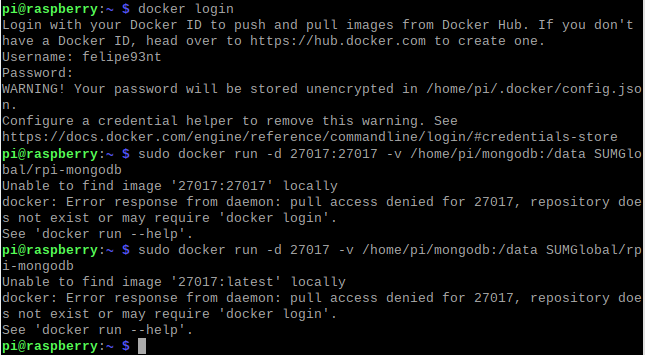 pi@raspberry:~ $ docker login
Login with your Docker ID to push and pull images from Docker Hub. If you don't
have a Docker ID, head over to https://hub.docker.com to create one.
Username: felipe93nt
Password:
WARNING! Your password will be stored unencrypted in /home/pi/.docker/config.jso
n.
Configure a credential helper to remove this warning. See
https://docs.docker.com/engine/reference/commandline/login/#credentials-store
pi@raspberry:~ $ sudo docker run -d 27017:27017 -v /home/pi/mongodb:/data SUMGlo
bal/rpi-mongodb
Unable to find image '27017:27017' locally
docker: Error response from daemon: pull access denied for 27017, repository doe
s not exist or may require 'docker login'.
See 'docker run --help'.
pi@raspberry:~ $ sudo docker run -d 27017 -v /home/pi/mongodb:/data SUMGlobal/rp
i-mongodb
Unable to find image '27017:latest' locally
docker: Error response from daemon: pull access denied for 27017, repository doe
s not exist or may require 'docker login'.
See 'docker run --help'.
pi@raspberry:~ $